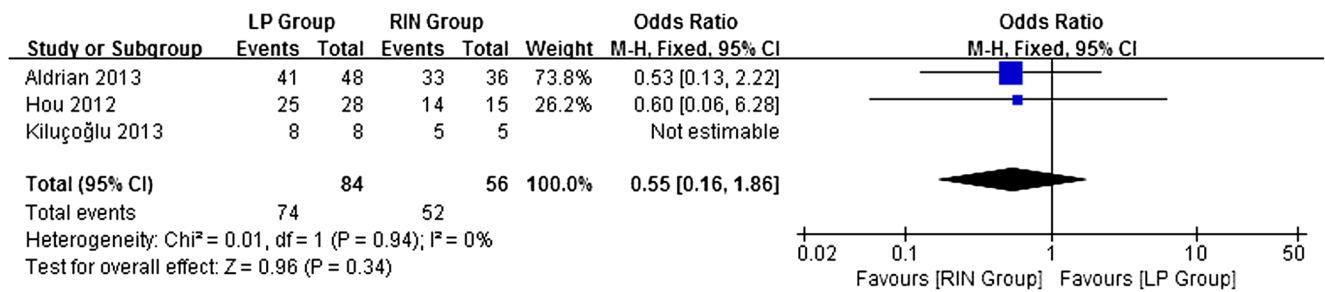 LP Group RIN Group Odds Ratio Odds Ratio
Study or Subgroup Events Total Events Total Weight M-H, Fixed, 95% CI M-H, Fixed, 95% CI
Aldrian 2013 41 48 33 36 73.8% 0.53 [0.13, 2.22]
Hou 2012 25 28 14 15 26.2% 0.60 [0.06, 6.28]
Kiluçoğlu 2013 8 8 5 5 Not estimable
Total (95% CI) 84 56 100.0% 0.55 [0.16, 1.86]
Total events 74 52
Heterogeneity: Chi² = 0.01, df = 1 (P = 0.94); I² = 0%
Test for overall effect: Z = 0.96 (P = 0.34)
0.02 0.1 1 10 50
Favours [RIN Group] Favours [LP Group]